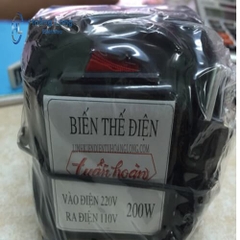 BIẾN THẾ ĐIỆN
Tuấn hoàn
VÀO ĐIỆN 220V
RA ĐIỆN 110V
200W